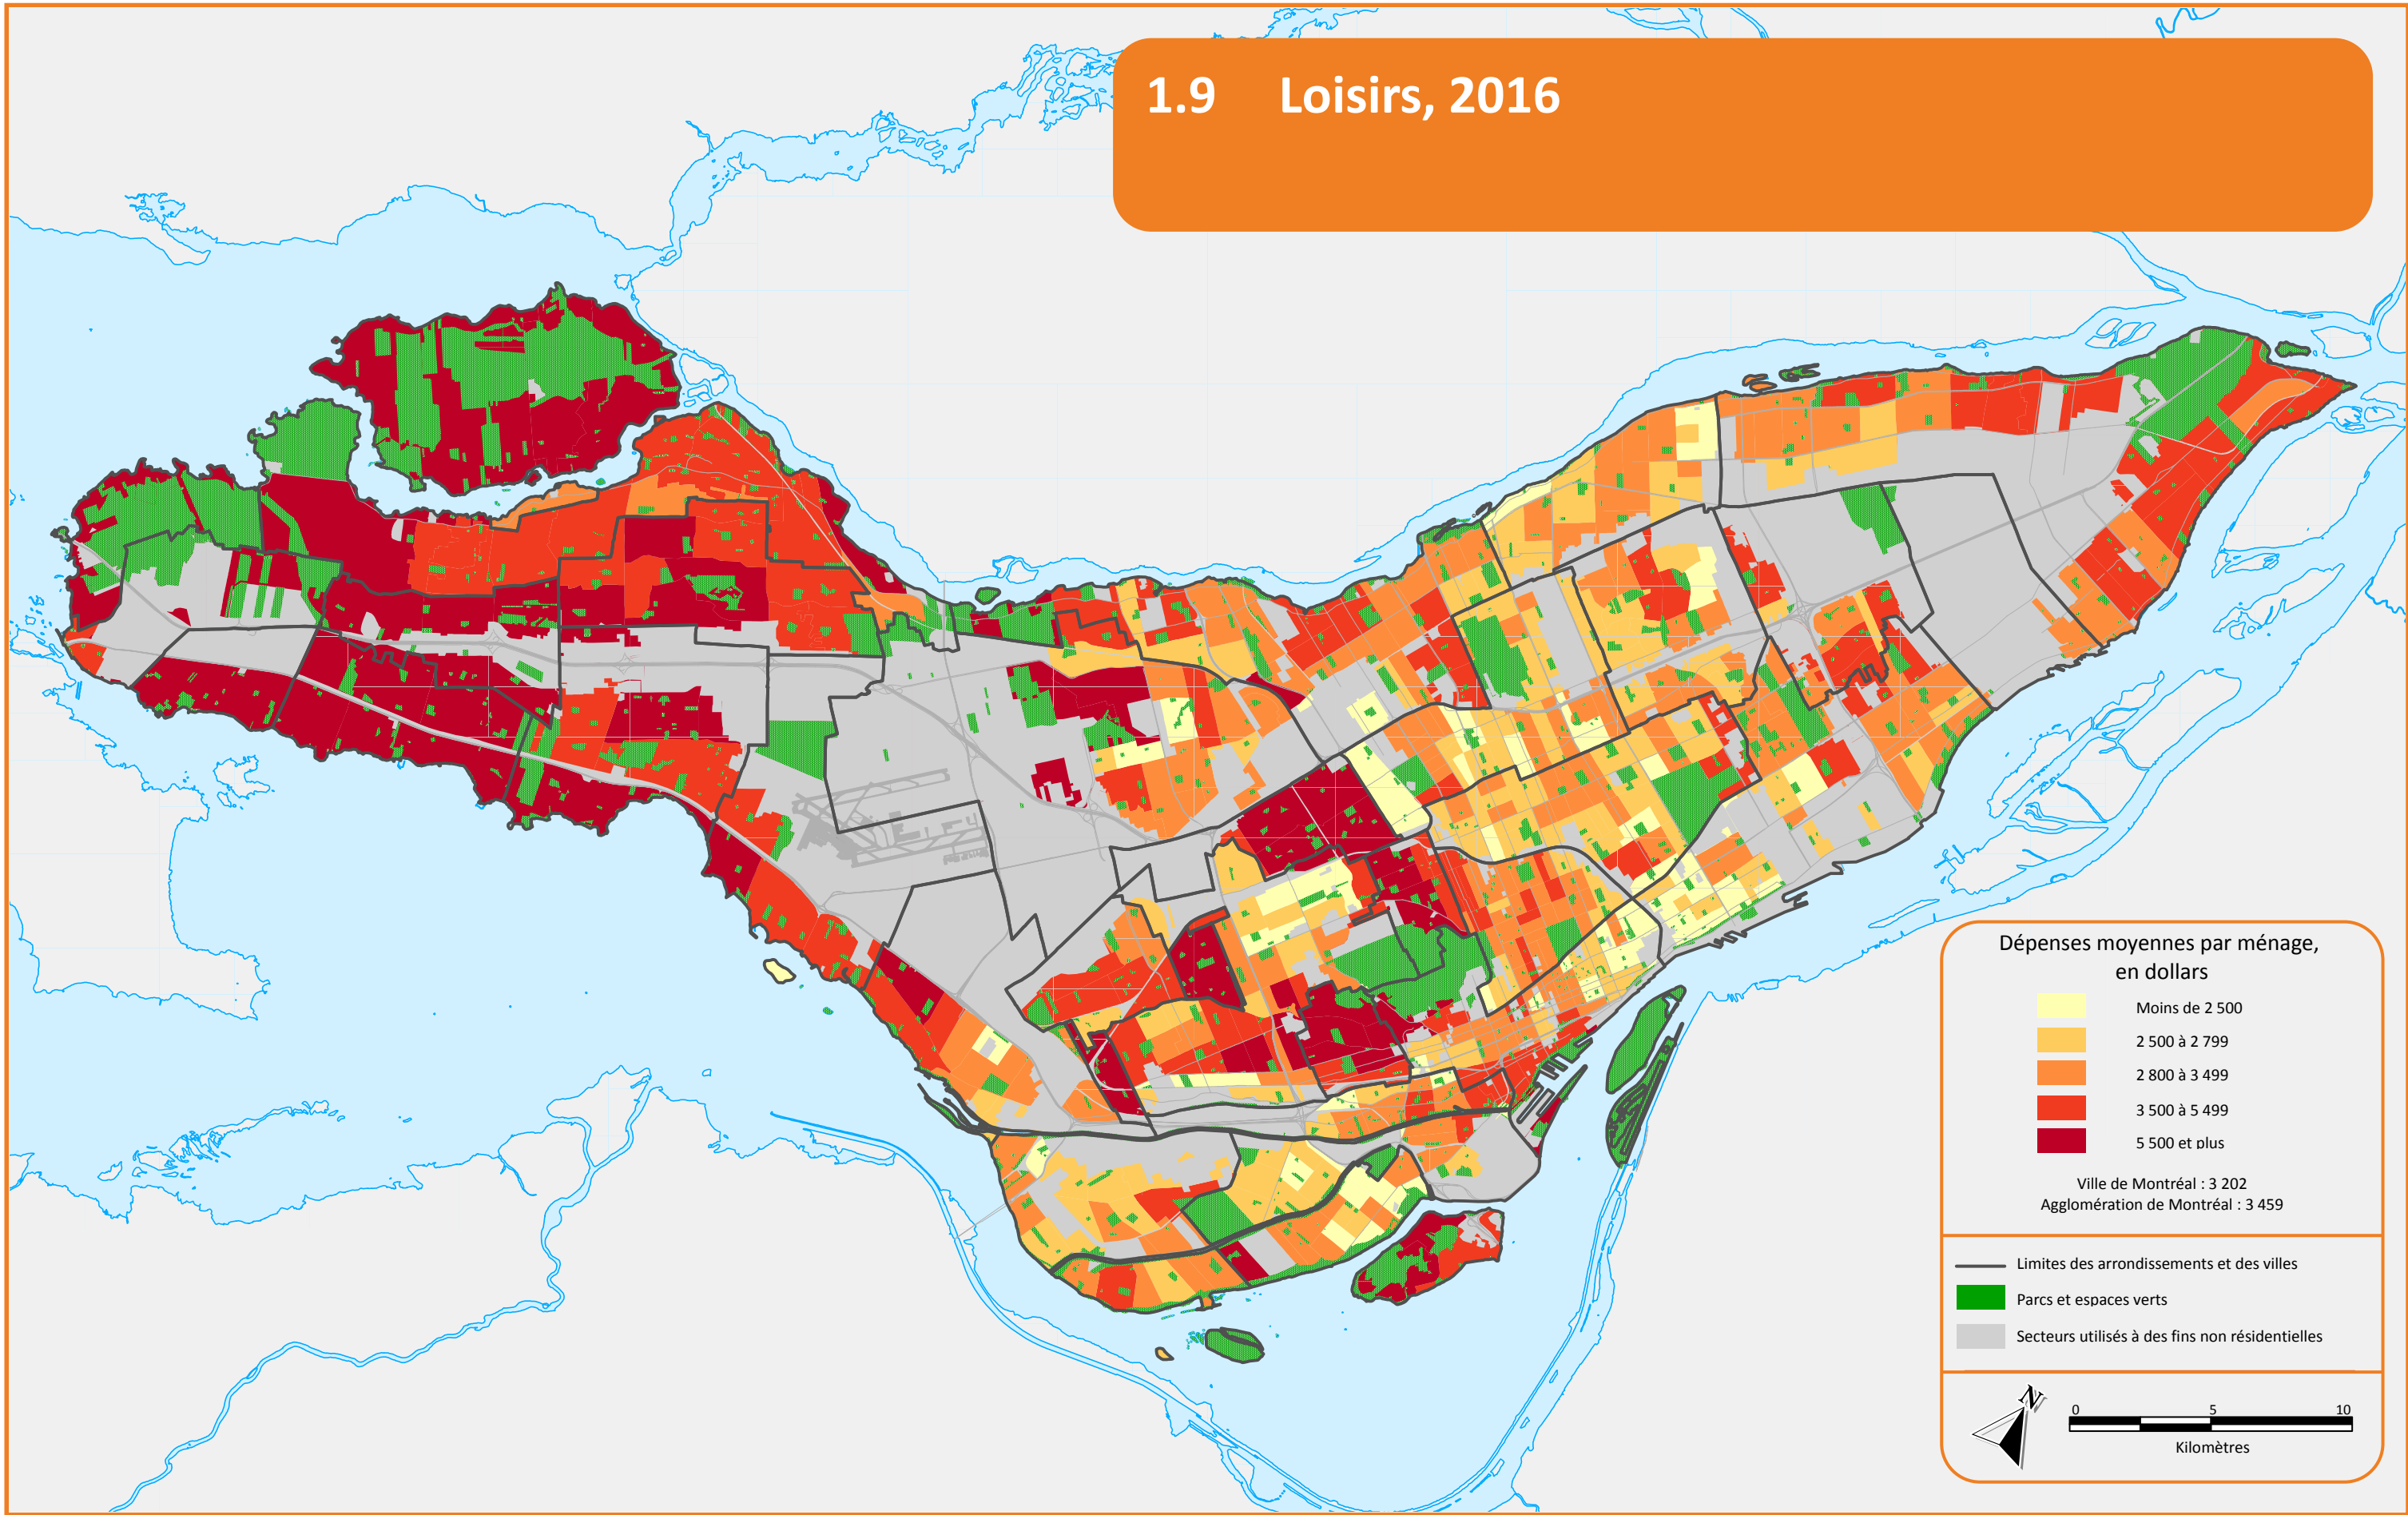 1.9 Loisirs, 2016
Dépenses moyennes par ménage,
en dollars
Moins de 2 500
2 500 à 2 799
2 800 à 3 499
3 500 à 5 499
5 500 et plus
Ville de Montréal : 3 202
Agglomération de Montréal : 3 459
Limites des arrondissements et des villes
Parcs et espaces verts
Secteurs utilisés à des fins non résidentielles
N
0 5 10
Kilomètres